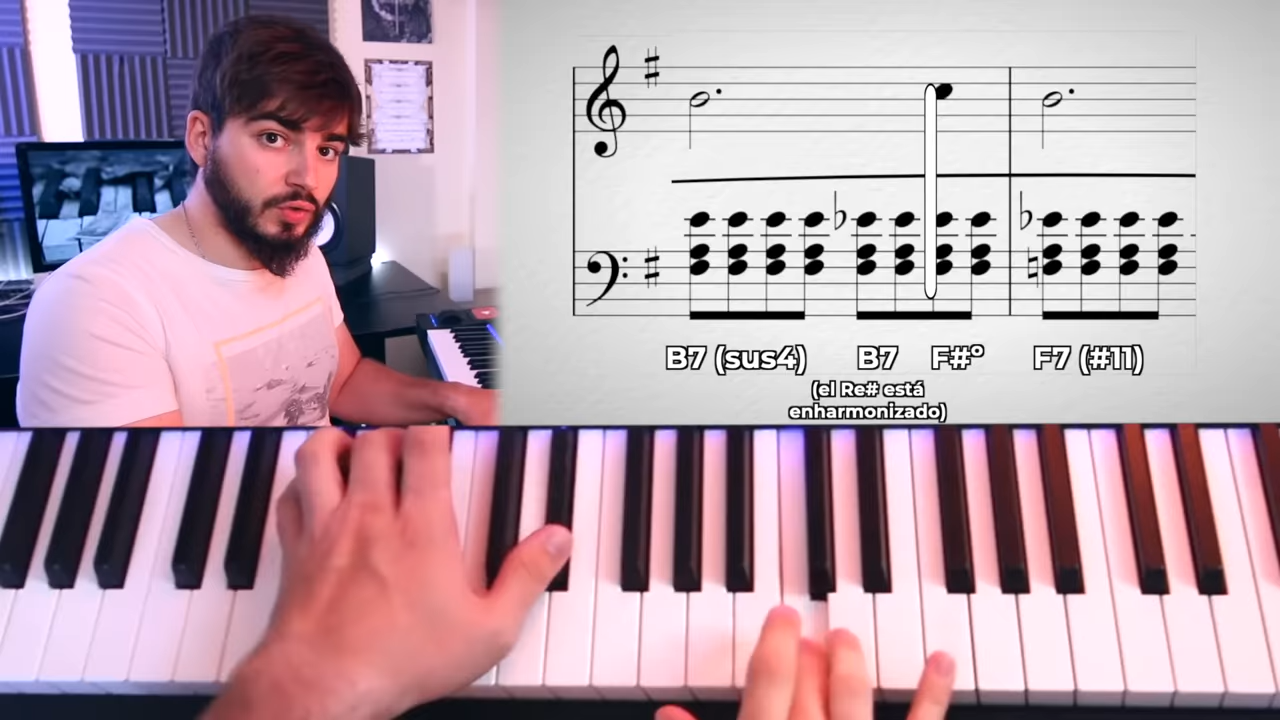 B7 (sus4) B7 F#º F7 (#11)
(el Re# está
enharmonizado)